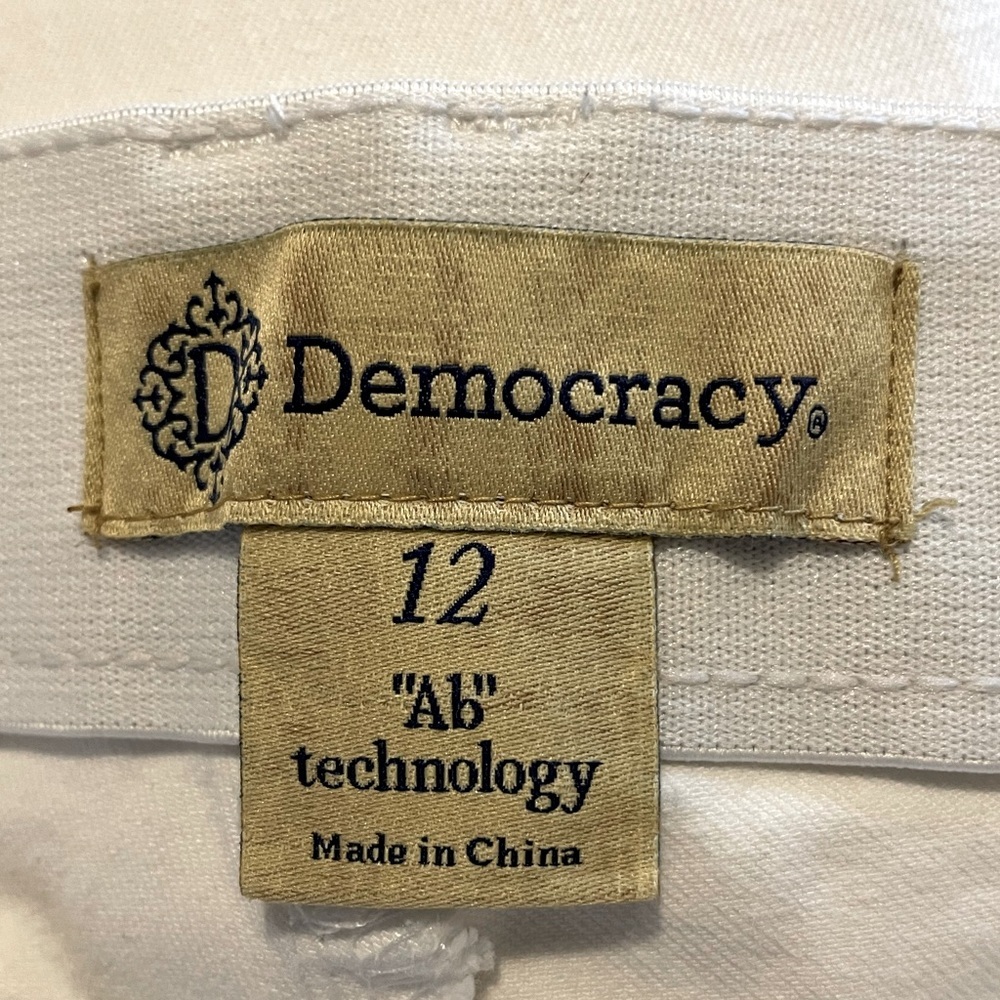 D Democracy®
12
"Ab"
technology
Made in China